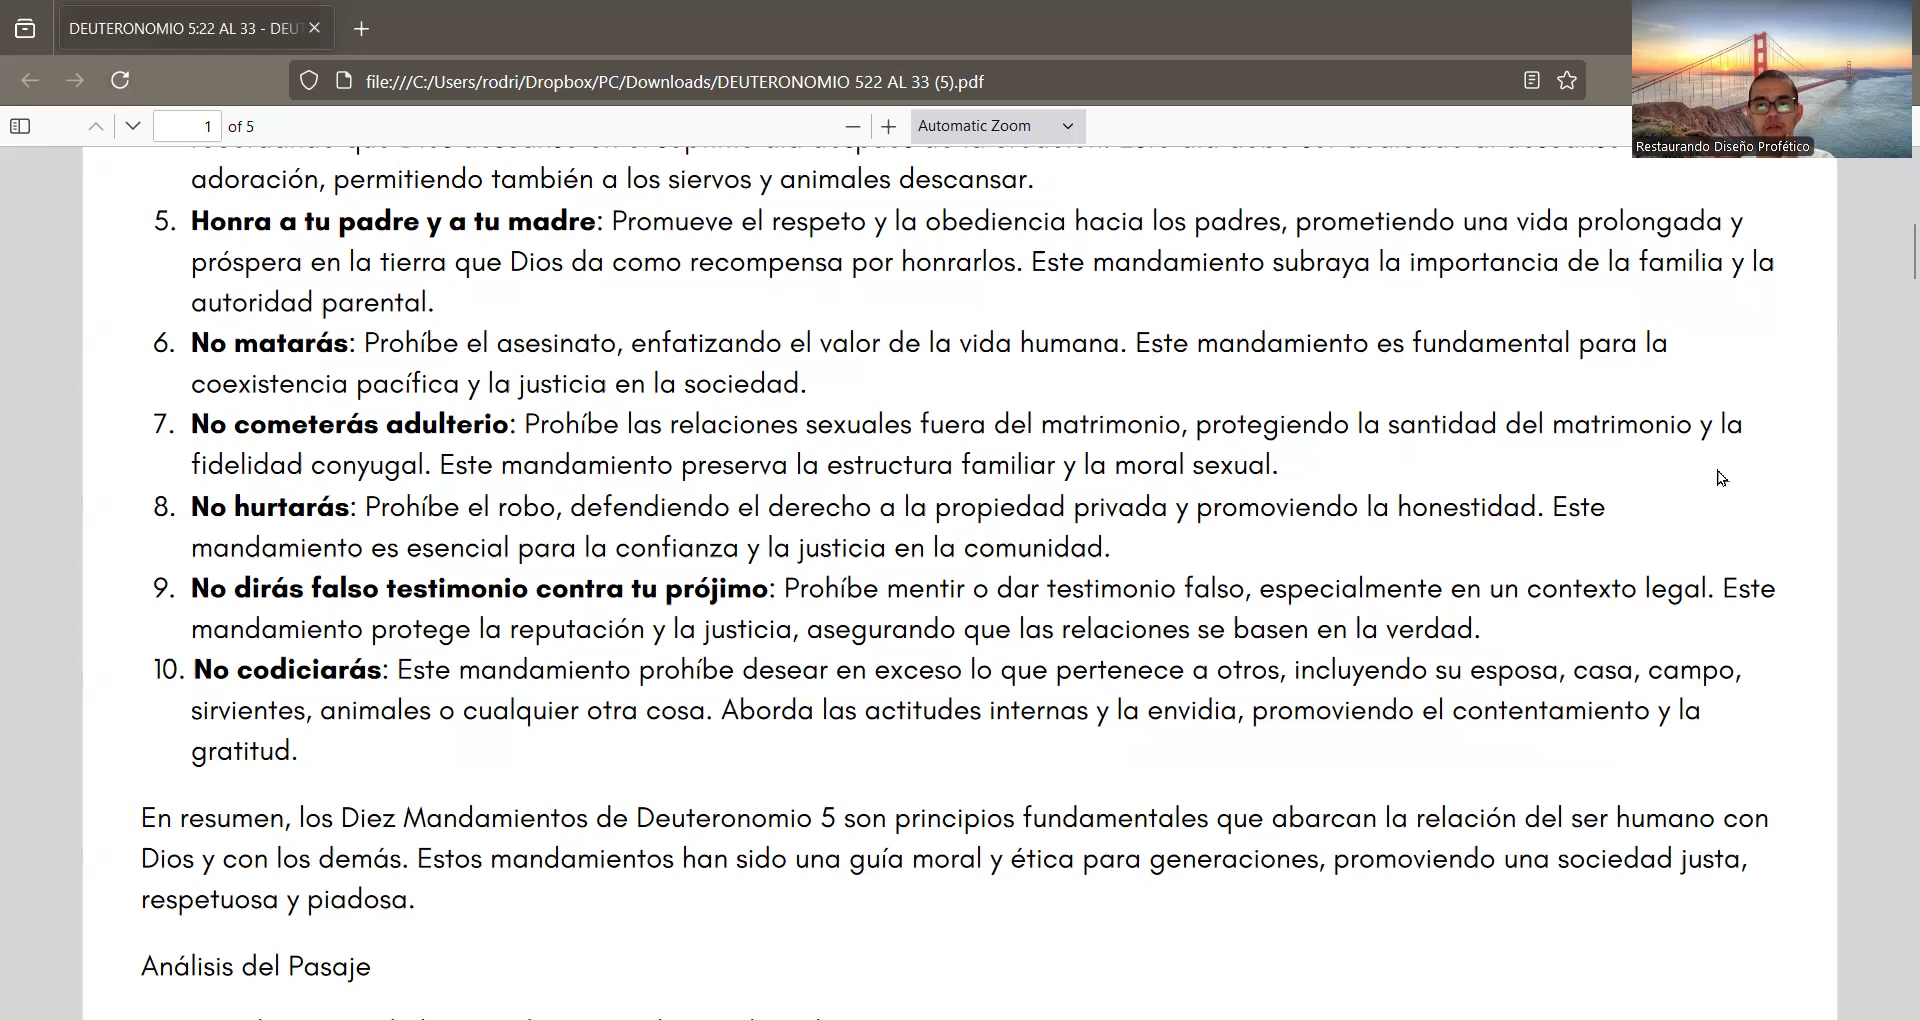 DEUTERONOMIO 5:22 AL 33 - DEU
file:///C:/Users/rodri/Dropbox/PC/Downloads/DEUTERONOMIO 522 AL 33 (5).pdf
1 of 5
Automatic Zoom
Restaurando Diseño Profético
adoración, permitiendo también a los siervos y animales descansar.
5. Honra a tu padre y a tu madre: Promueve el respeto y la obediencia hacia los padres, prometiendo una vida prolongada y
próspera en la tierra que Dios da como recompensa por honrarlos. Este mandamiento subraya la importancia de la familia y la
autoridad parental.
6. No matarás: Prohíbe el asesinato, enfatizando el valor de la vida humana. Este mandamiento es fundamental para la
coexistencia pacífica y la justicia en la sociedad.
7. No cometerás adulterio: Prohíbe las relaciones sexuales fuera del matrimonio, protegiendo la santidad del matrimonio y la
fidelidad conyugal. Este mandamiento preserva la estructura familiar y la moral sexual.
8. No hurtarás: Prohíbe el robo, defendiendo el derecho a la propiedad privada y promoviendo la honestidad. Este
mandamiento es esencial para la confianza y la justicia en la comunidad.
9. No dirás falso testimonio contra tu prójimo: Prohíbe mentir o dar testimonio falso, especialmente en un contexto legal. Este
mandamiento protege la reputación y la justicia, asegurando que las relaciones se basen en la verdad.
10. No codiciarás: Este mandamiento prohíbe desear en exceso lo que pertenece a otros, incluyendo su esposa, casa, campo,
sirvientes, animales o cualquier otra cosa. Aborda las actitudes internas y la envidia, promoviendo el contentamiento y la
gratitud.
En resumen, los Diez Mandamientos de Deuteronomio 5 son principios fundamentales que abarcan la relación del ser humano con
Dios y con los demás. Estos mandamientos han sido una guía moral y ética para generaciones, promoviendo una sociedad justa,
respetuosa y piadosa.
Análisis del Pasaje